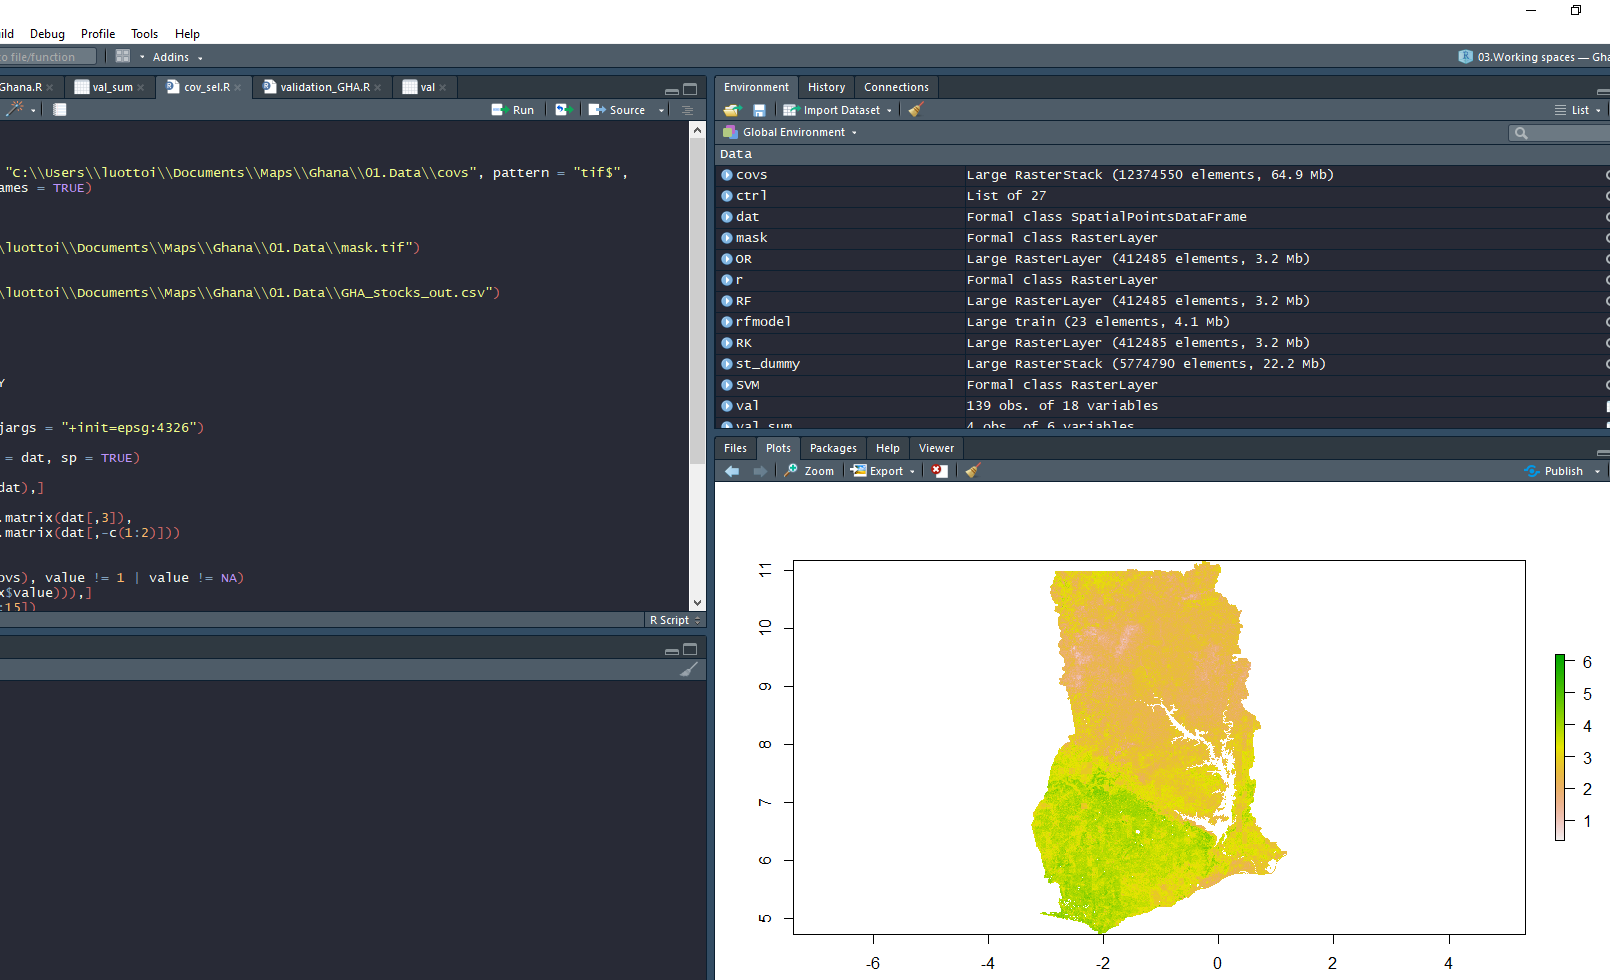 ild Debug Profile Tools Help
to file/function Addins 03.Working spaces — Gha
Ghana.R val_sum cov_sel.R validation_GHA.R val
Run Source
"C:\\Users\\luottoi\\Documents\\Maps\\Ghana\\01.Data\\covs", pattern = "tif$",
ames = TRUE)
\luottoi\\Documents\\Maps\\Ghana\\01.Data\\mask.tif")
\luottoi\\Documents\\Maps\\Ghana\\01.Data\\GHA_stocks_out.csv")
Y
jargs = "+init=epsg:4326")
= dat, sp = TRUE)
dat),]
.matrix(dat[,3]),
.matrix(dat[,-c(1:2)]))
ovs), value != 1 | value != NA)
x$value))),]
:15])
R Script
Environment History Connections
Import Dataset List
Global Environment
Data
covs Large RasterStack (12374550 elements, 64.9 Mb)
ctrl List of 27
dat Formal class SpatialPointsDataFrame
mask Formal class RasterLayer
OR Large RasterLayer (412485 elements, 3.2 Mb)
r Formal class RasterLayer
RF Large RasterLayer (412485 elements, 3.2 Mb)
rfmodel Large train (23 elements, 4.1 Mb)
RK Large RasterLayer (412485 elements, 3.2 Mb)
st_dummy Large RasterStack (5774790 elements, 22.2 Mb)
SVM Formal class RasterLayer
val 139 obs. of 18 variables
val_sum 4 obs. of 6 variables
Files Plots Packages Help Viewer
Zoom Export Publish
11
10
9
8
7
6
5
-6 -4 -2 0 2 4
6
5
4
3
2
1